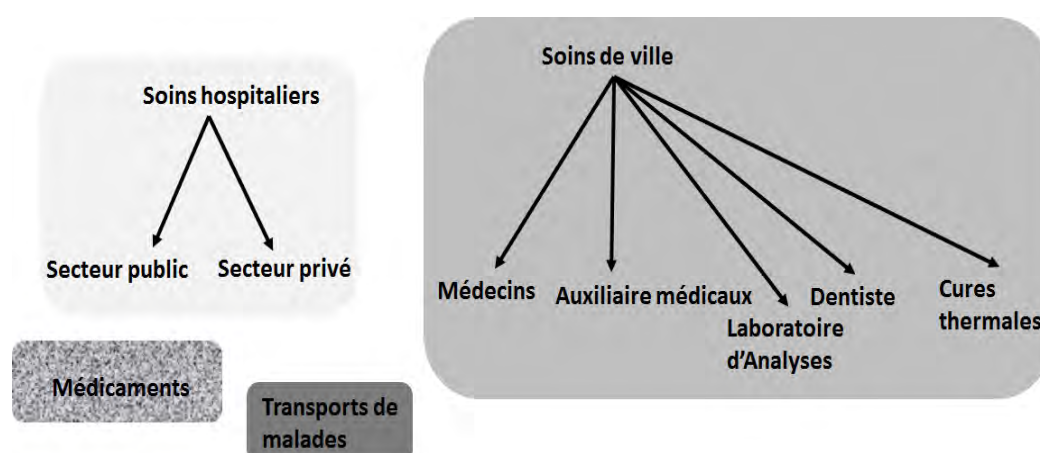 Soins hospitaliers
Secteur public
Secteur privé
Soins de ville
Médecins
Auxiliaire médicaux
Laboratoire
d'Analyses
Dentiste
Cures
thermales
Médicaments
Transports de
malades